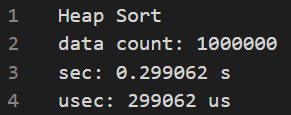 1 Heap Sort
2 data count: 1000000
3 sec: 0.299062 s
4 usec: 299062 us